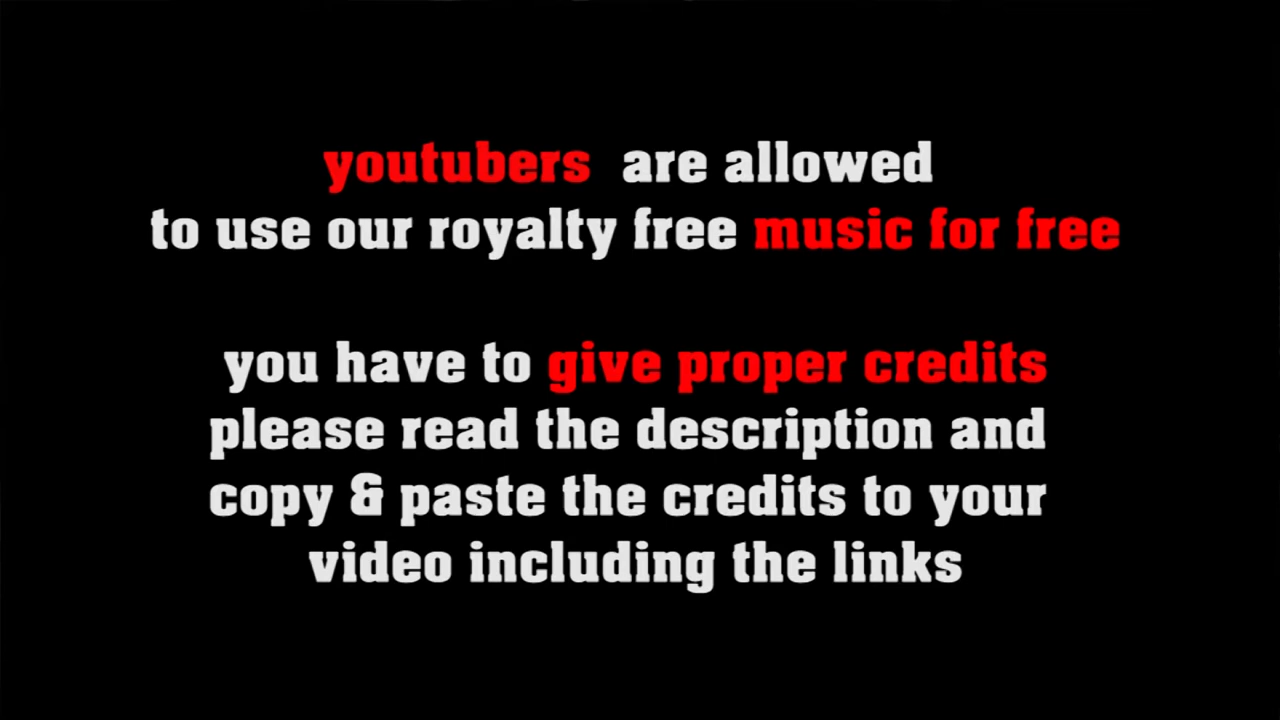 youtubers are allowed
to use our royalty free music for free
you have to give proper credits
please read the description and
copy & paste the credits to your
video including the links